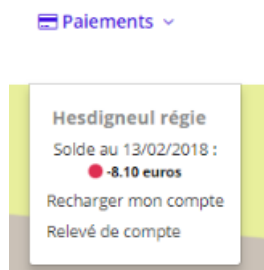 Paiements
Hesdigneul régie
Solde au 13/02/2018 :
-8.10 euros
Recharger mon compte
Relevé de compte